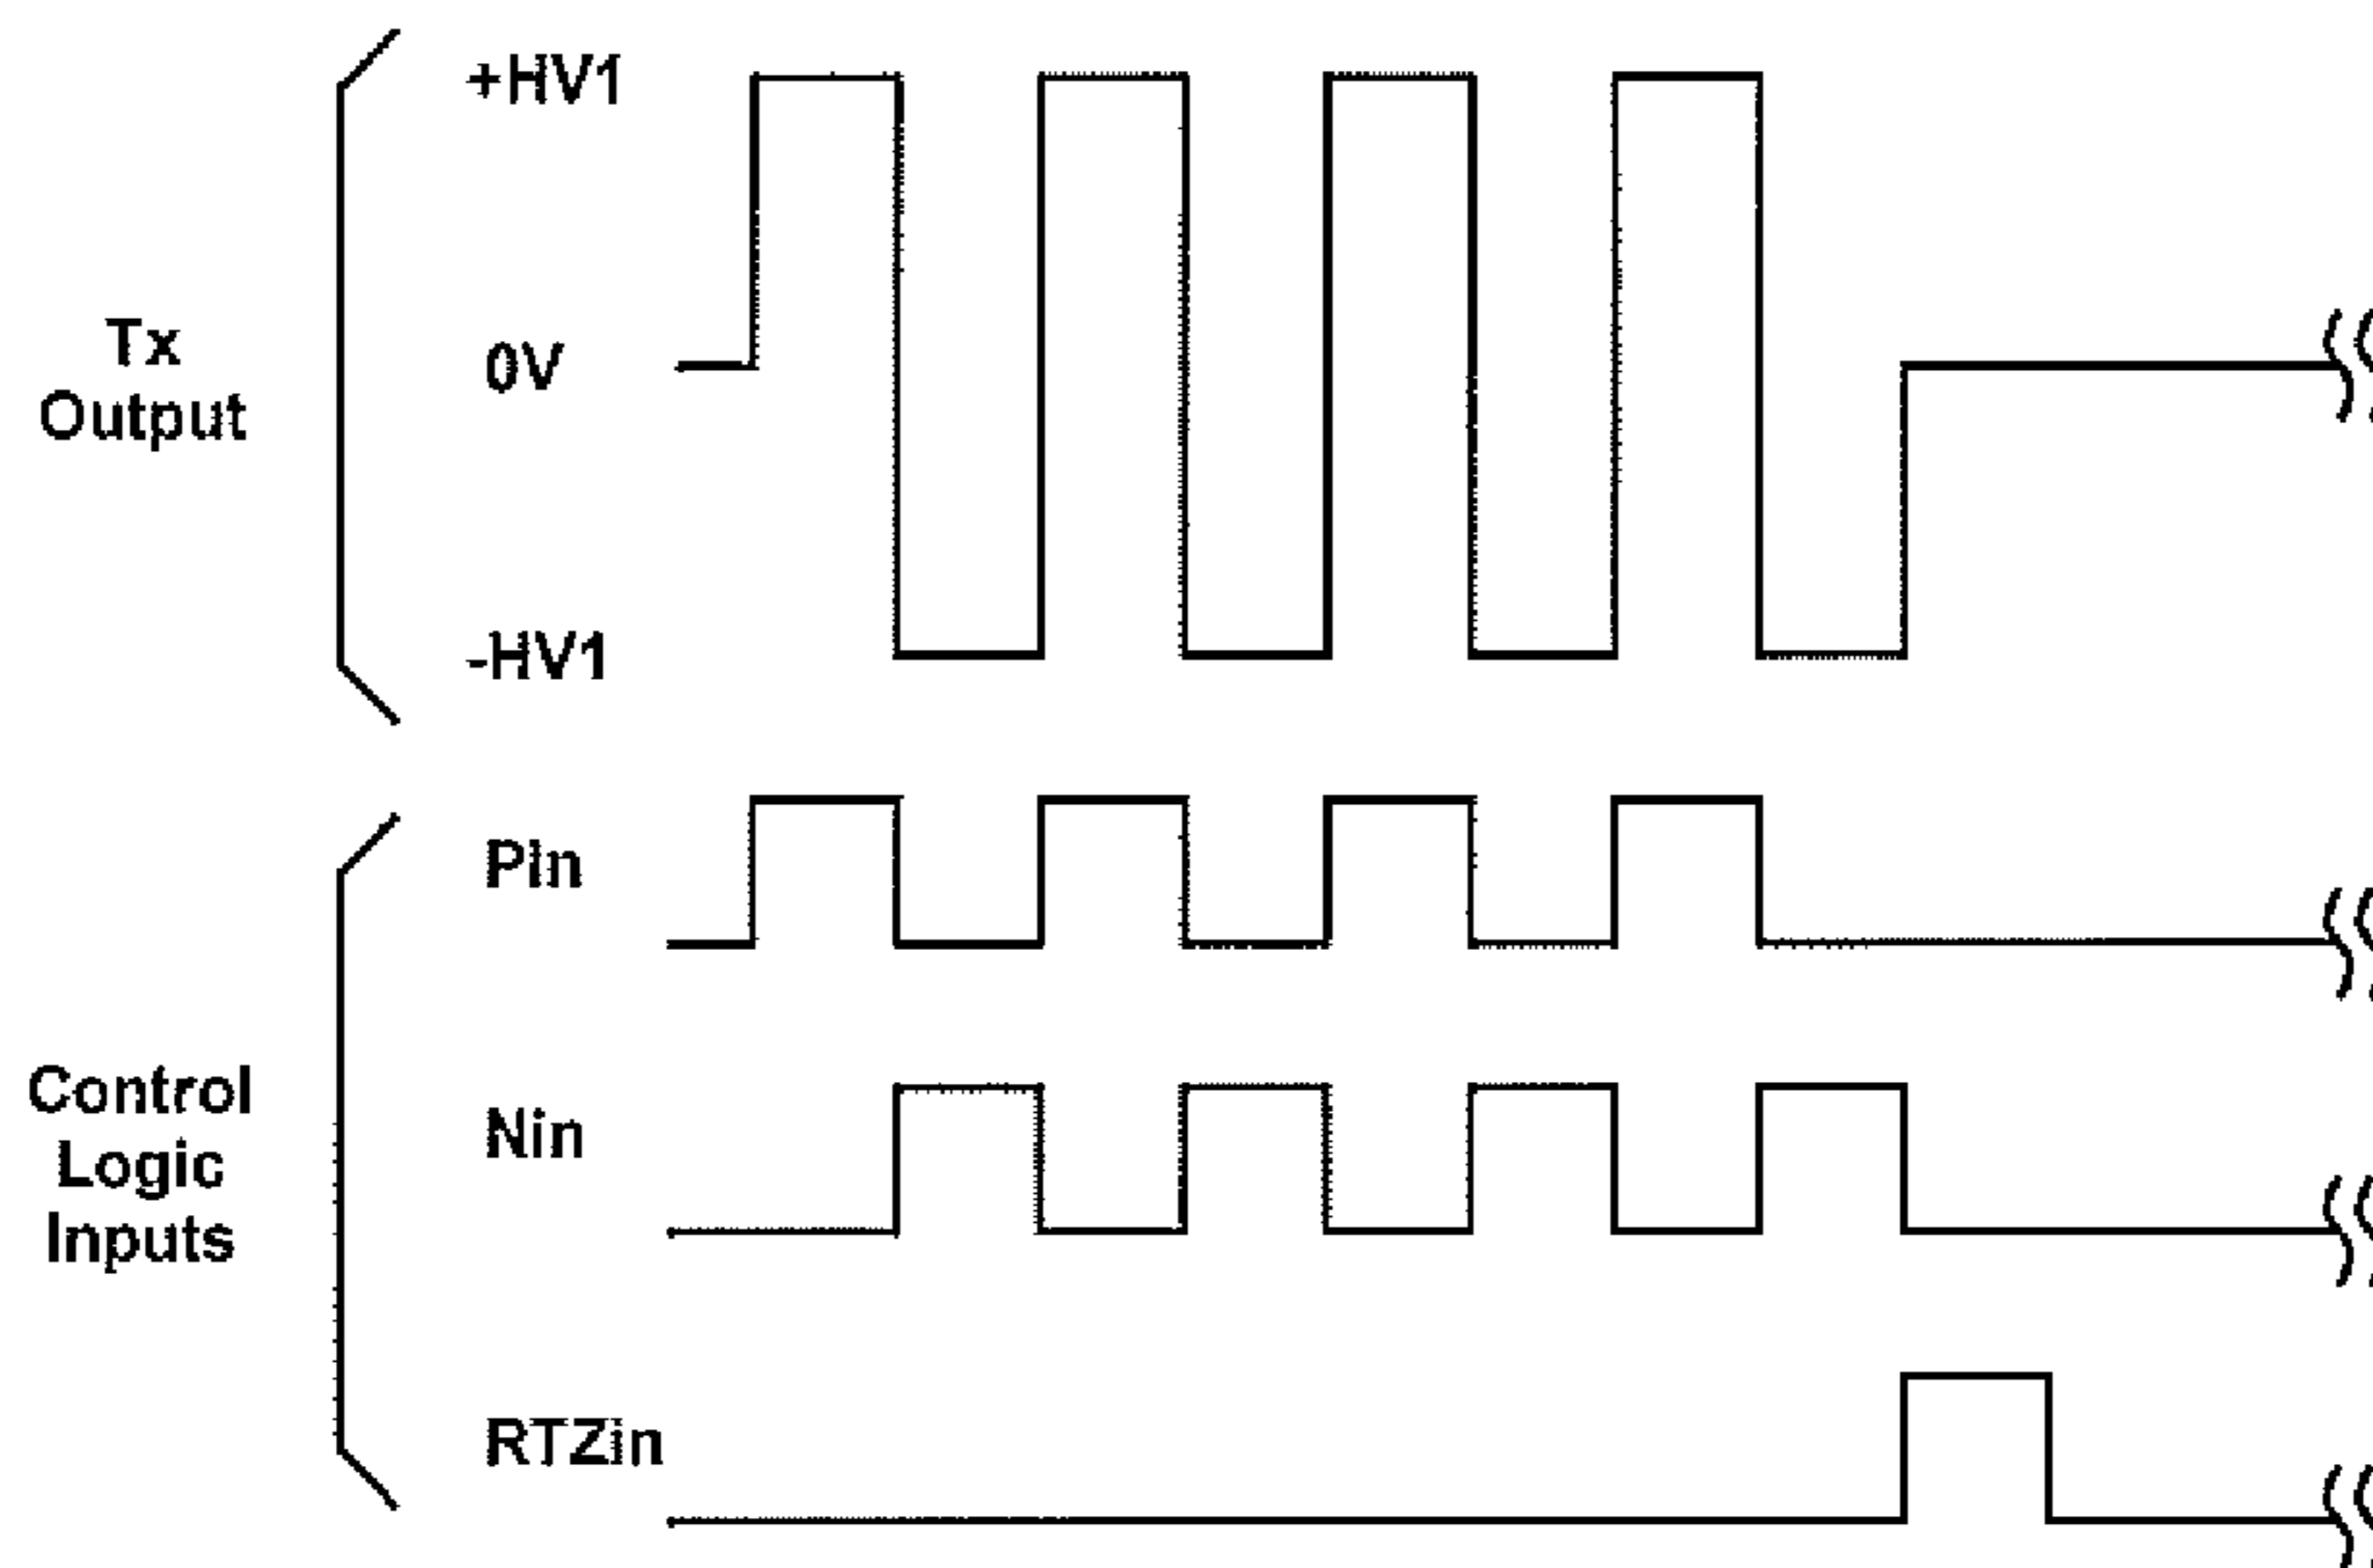 +HV1
Tx
Output
0V
-HV1
Pin
Control
Logic
Inputs
Nin
RTZin